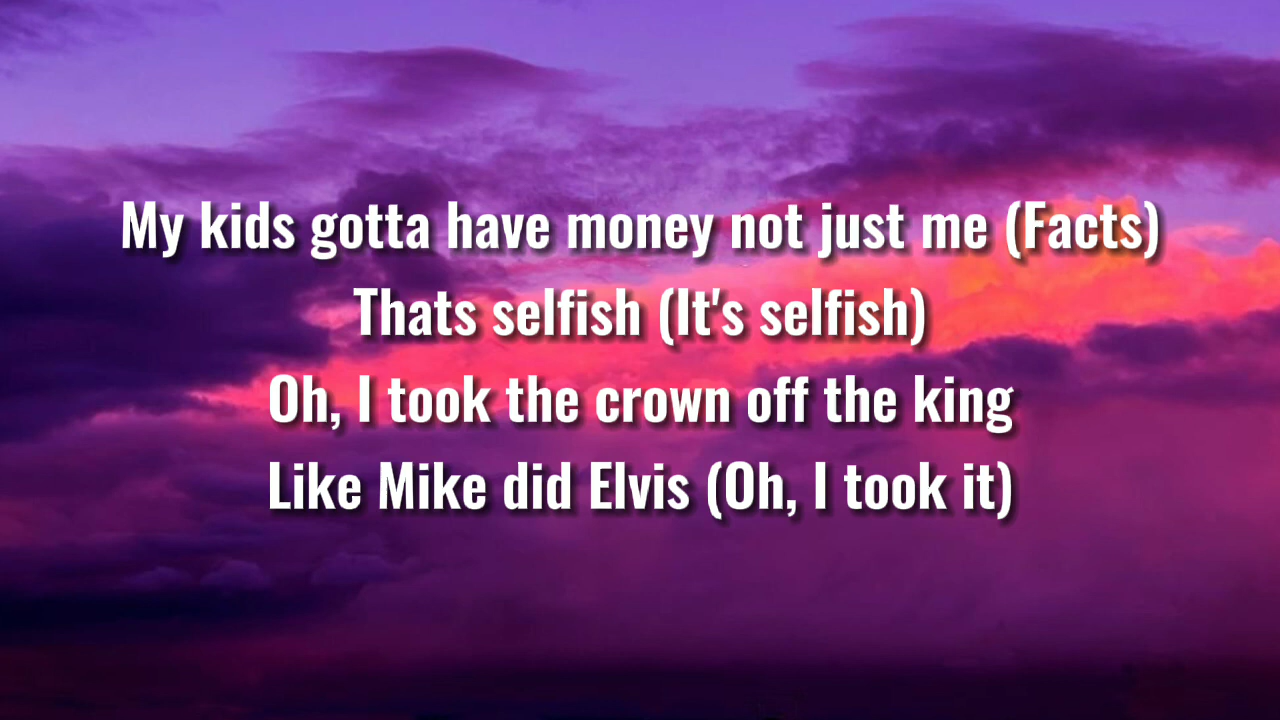 My kids gotta have money not just me (Facts)
Thats selfish (It's selfish)
Oh, I took the crown off the king
Like Mike did Elvis (Oh, I took it)